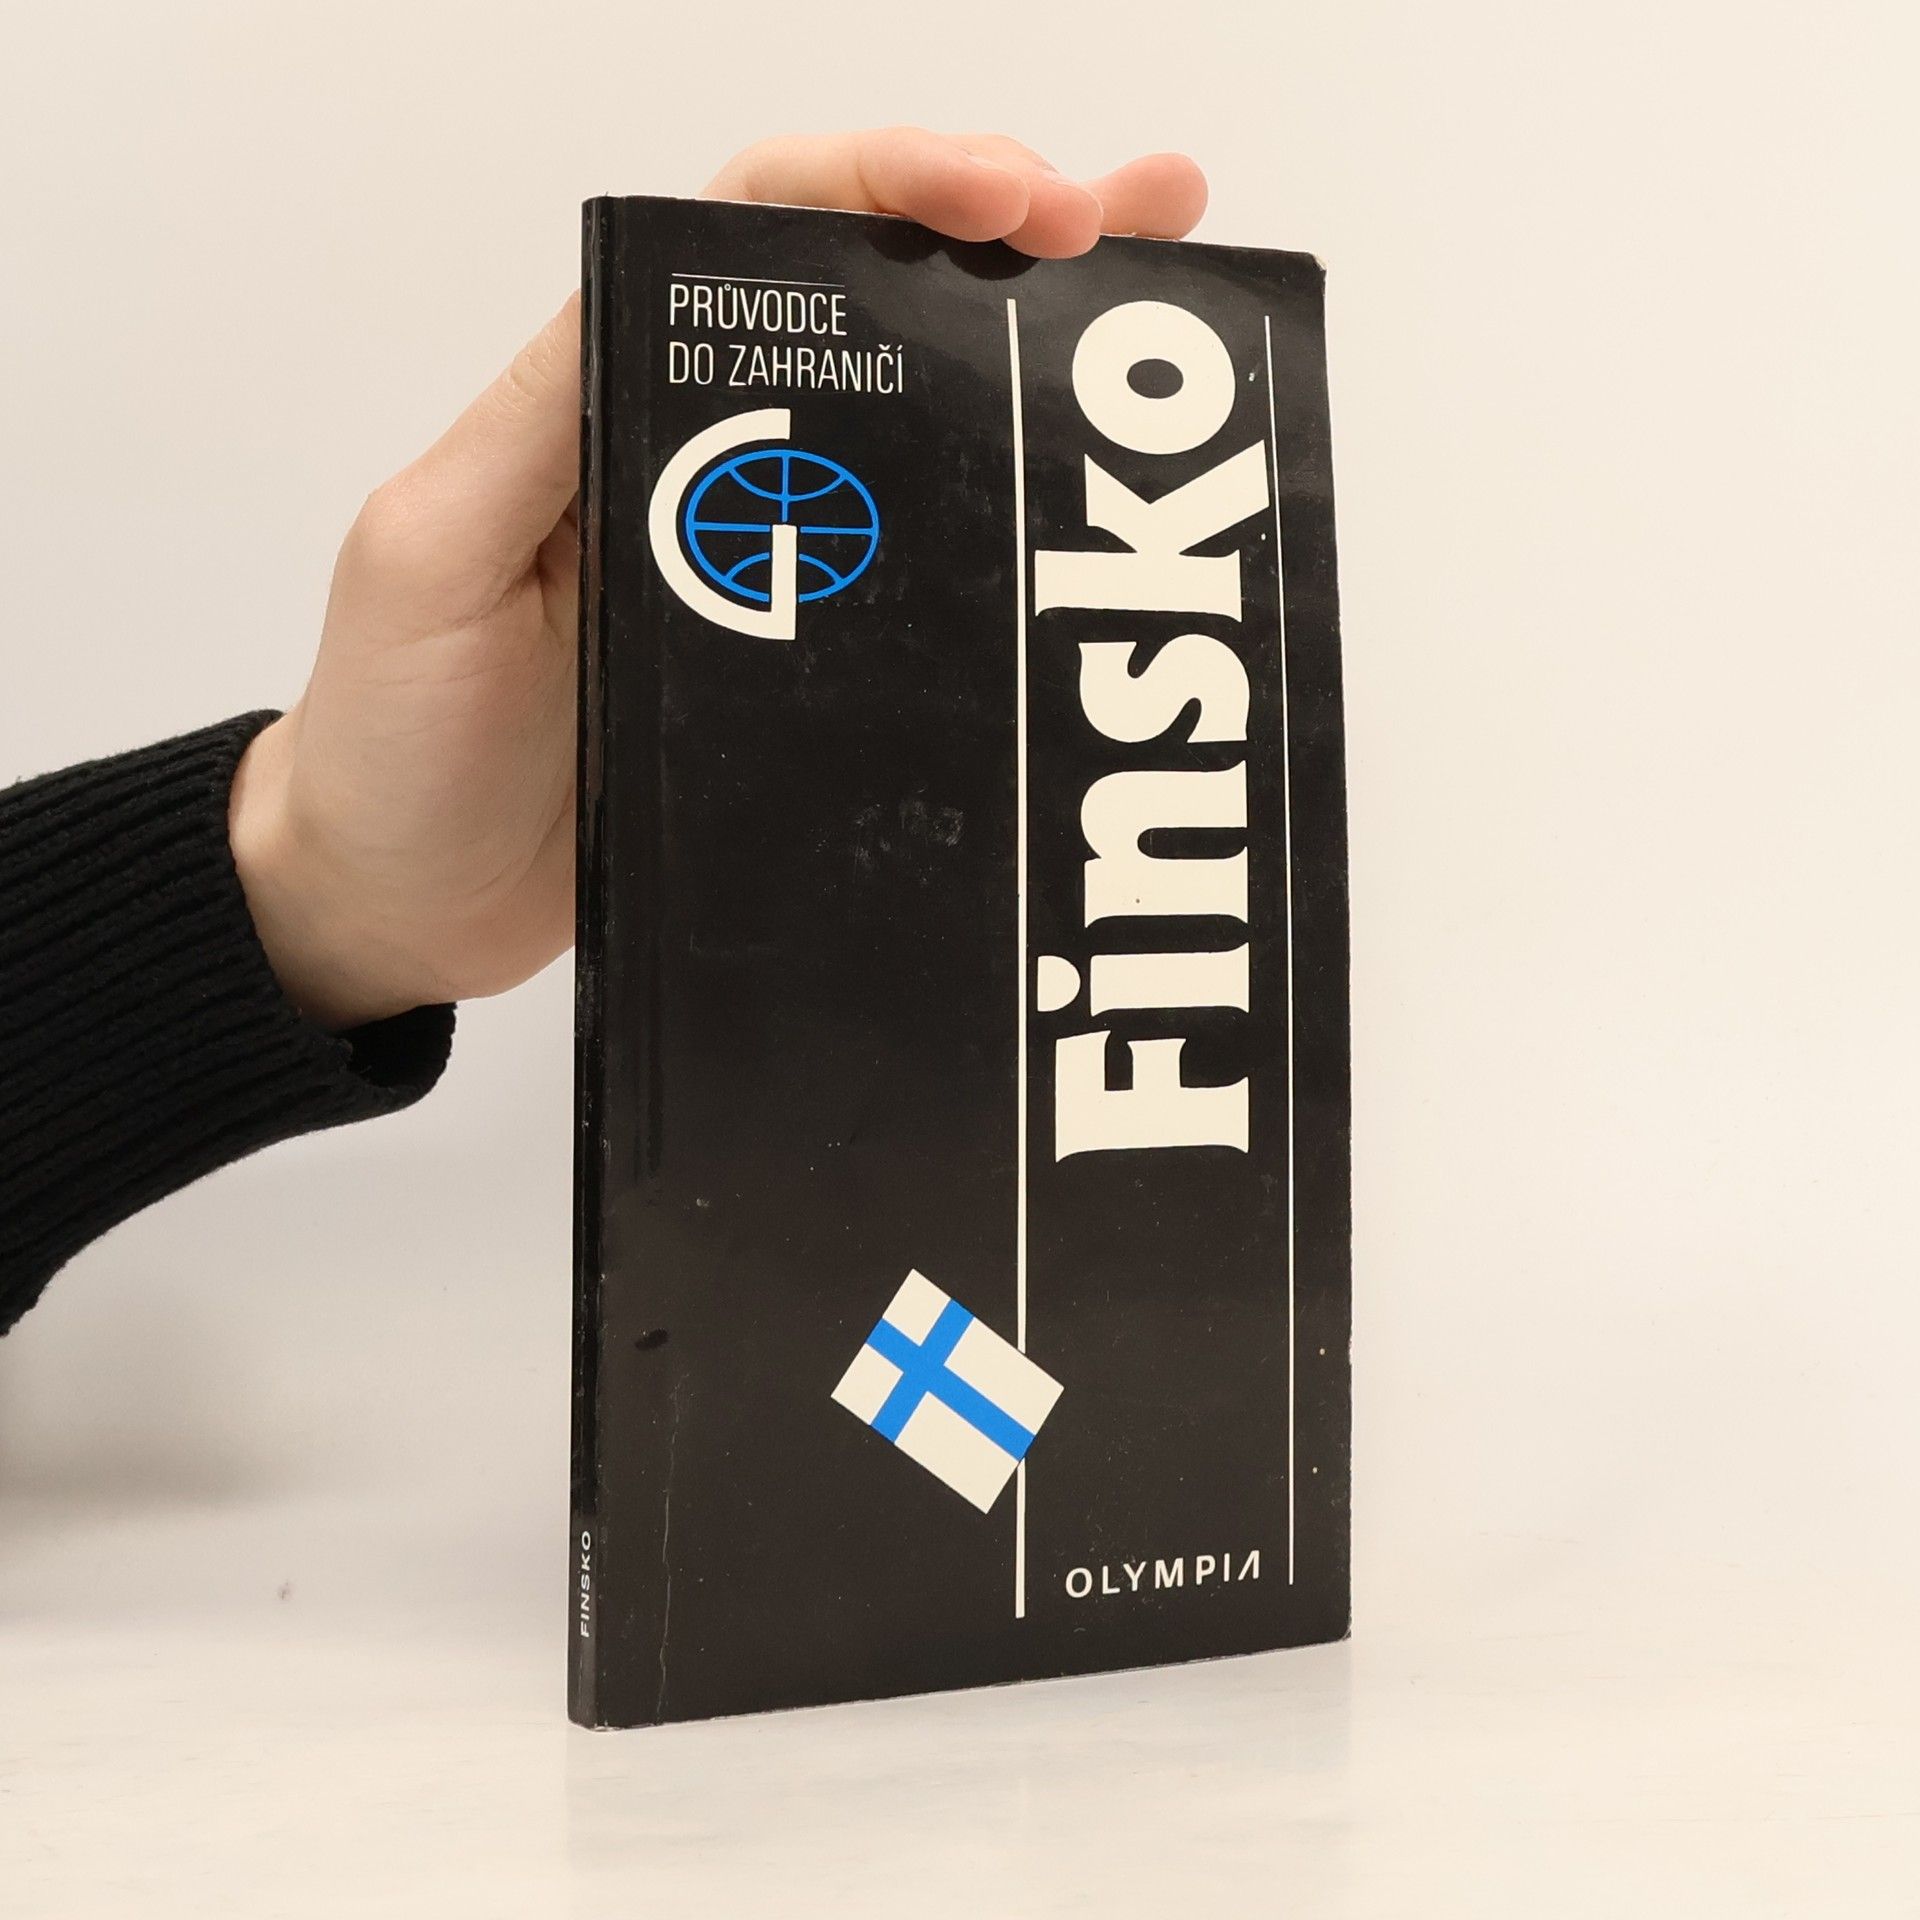 PRŮVODCE
DO ZAHRANIČÍ
Finsko
OLYMPIA
FINSKO